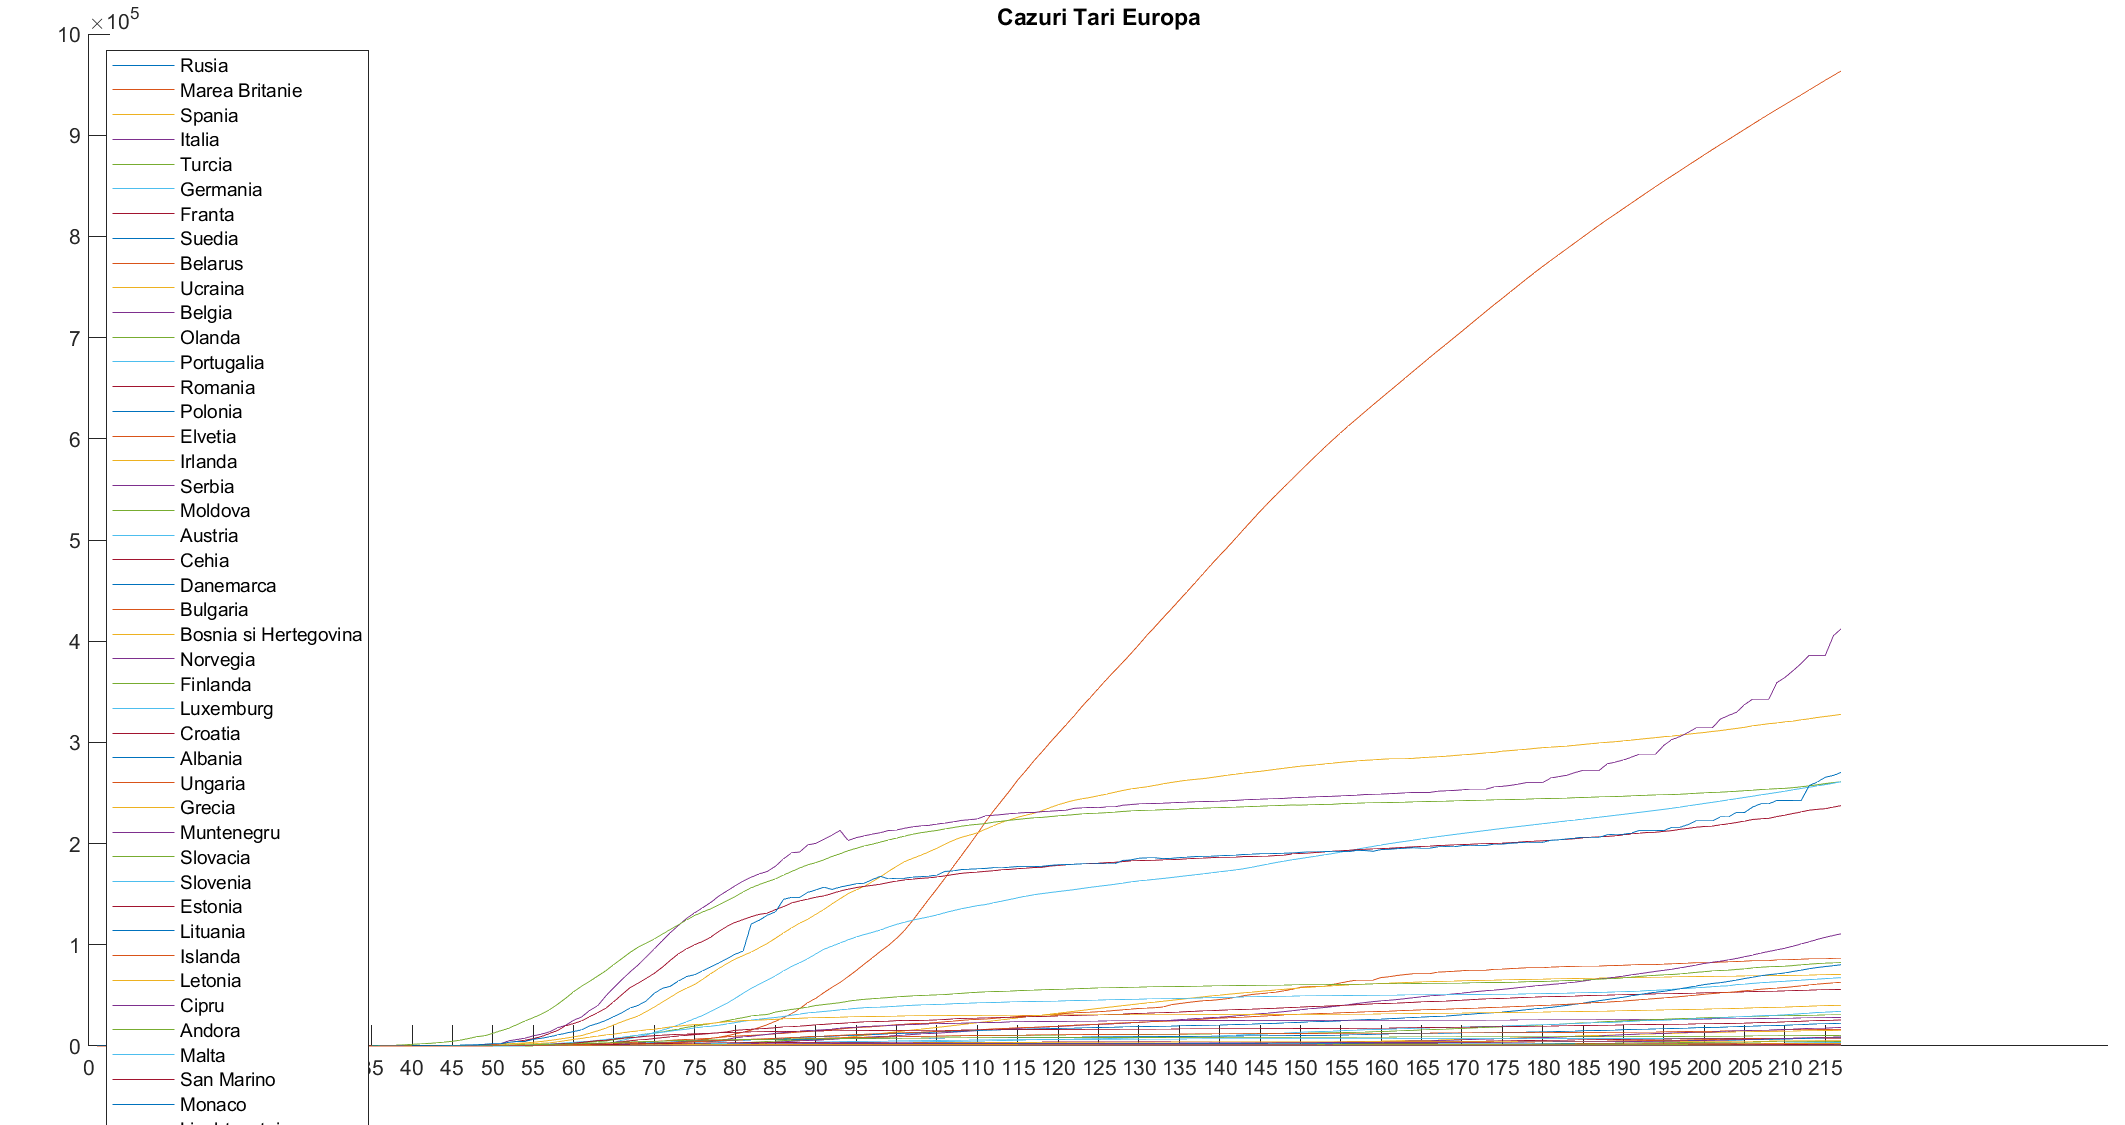 Cazuri Tari Europa
×10⁵
10
9
8
7
6
5
4
3
2
1
0
Rusia
Marea Britanie
Spania
Italia
Turcia
Germania
Franta
Suedia
Belarus
Ucraina
Belgia
Olanda
Portugalia
Romania
Polonia
Elvetia
Irlanda
Serbia
Moldova
Austria
Cehia
Danemarca
Bulgaria
Bosnia si Hertegovina
Norvegia
Finlanda
Luxemburg
Croatia
Albania
Ungaria
Grecia
Muntenegru
Slovacia
Slovenia
Estonia
Lituania
Islanda
Letonia
Cipru
Andora
Malta
San Marino
Monaco
0 35 40 45 50 55 60 65 70 75 80 85 90 95 100 105 110 115 120 125 130 135 140 145 150 155 160 165 170 175 180 185 190 195 200 205 210 215